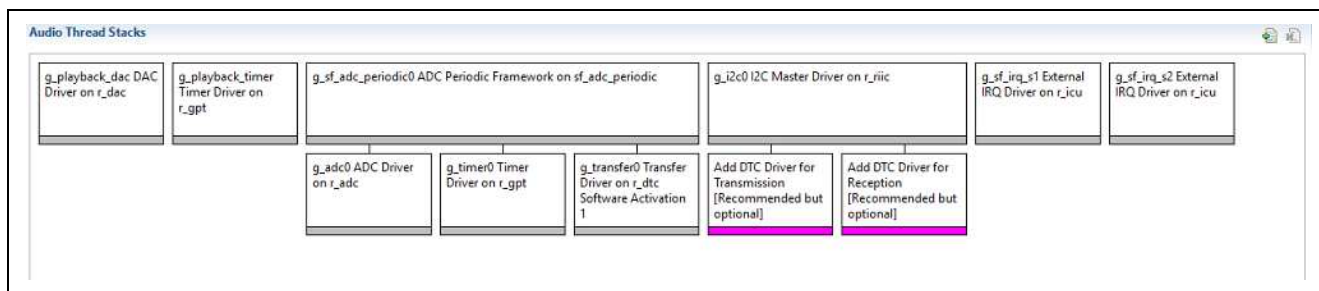 Audio Thread Stacks
g_playback_dac DAC
Driver on r_dac
g_playback_timer
Timer Driver on
r_gpt
g_sf_adc_periodic0 ADC Periodic Framework on sf_adc_periodic
g_i2c0 I2C Master Driver on r_riic
g_sf_irq_s1 External
IRQ Driver on r_icu
g_sf_irq_s2 External
IRQ Driver on r_icu
g_adc0 ADC Driver
on r_adc
g_timer0 Timer
Driver on r_gpt
g_transfer0 Transfer
Driver on r_dtc
Software Activation
1
Add DTC Driver for
Transmission
[Recommended but
optional]
Add DTC Driver for
Reception
[Recommended but
optional]